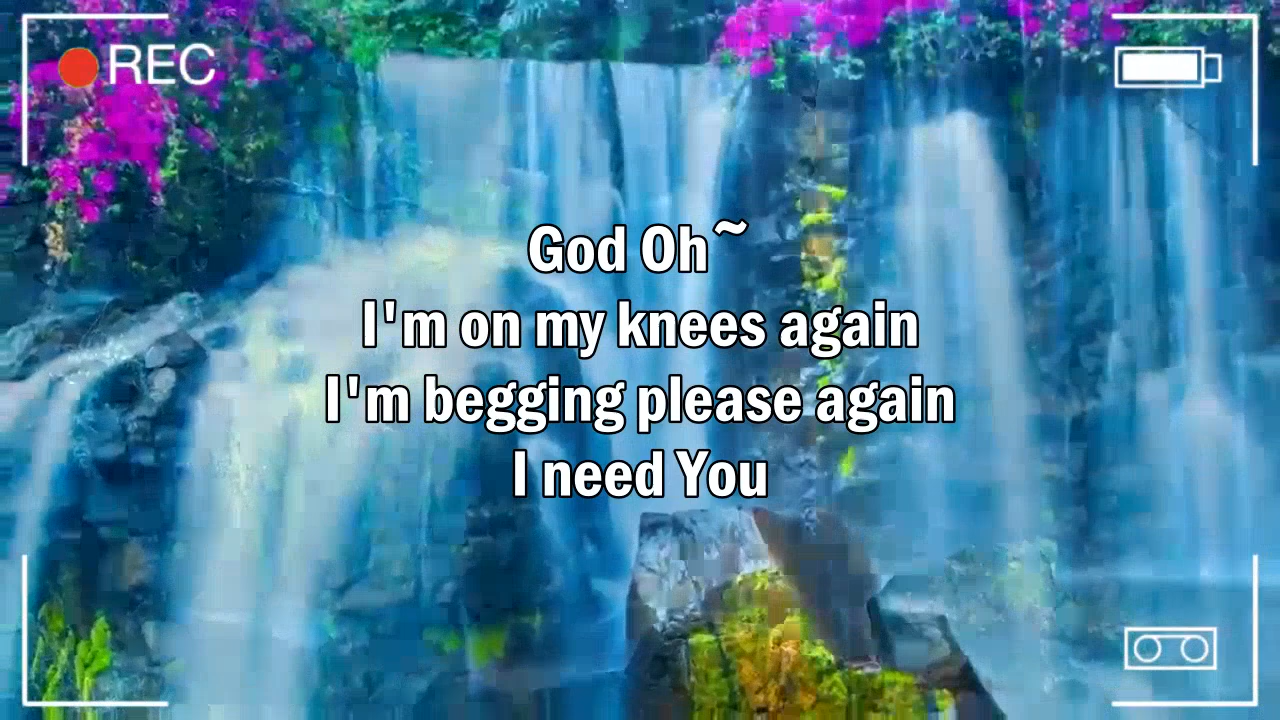 REC
God Oh~
I'm on my knees again
I'm begging please again
I need You